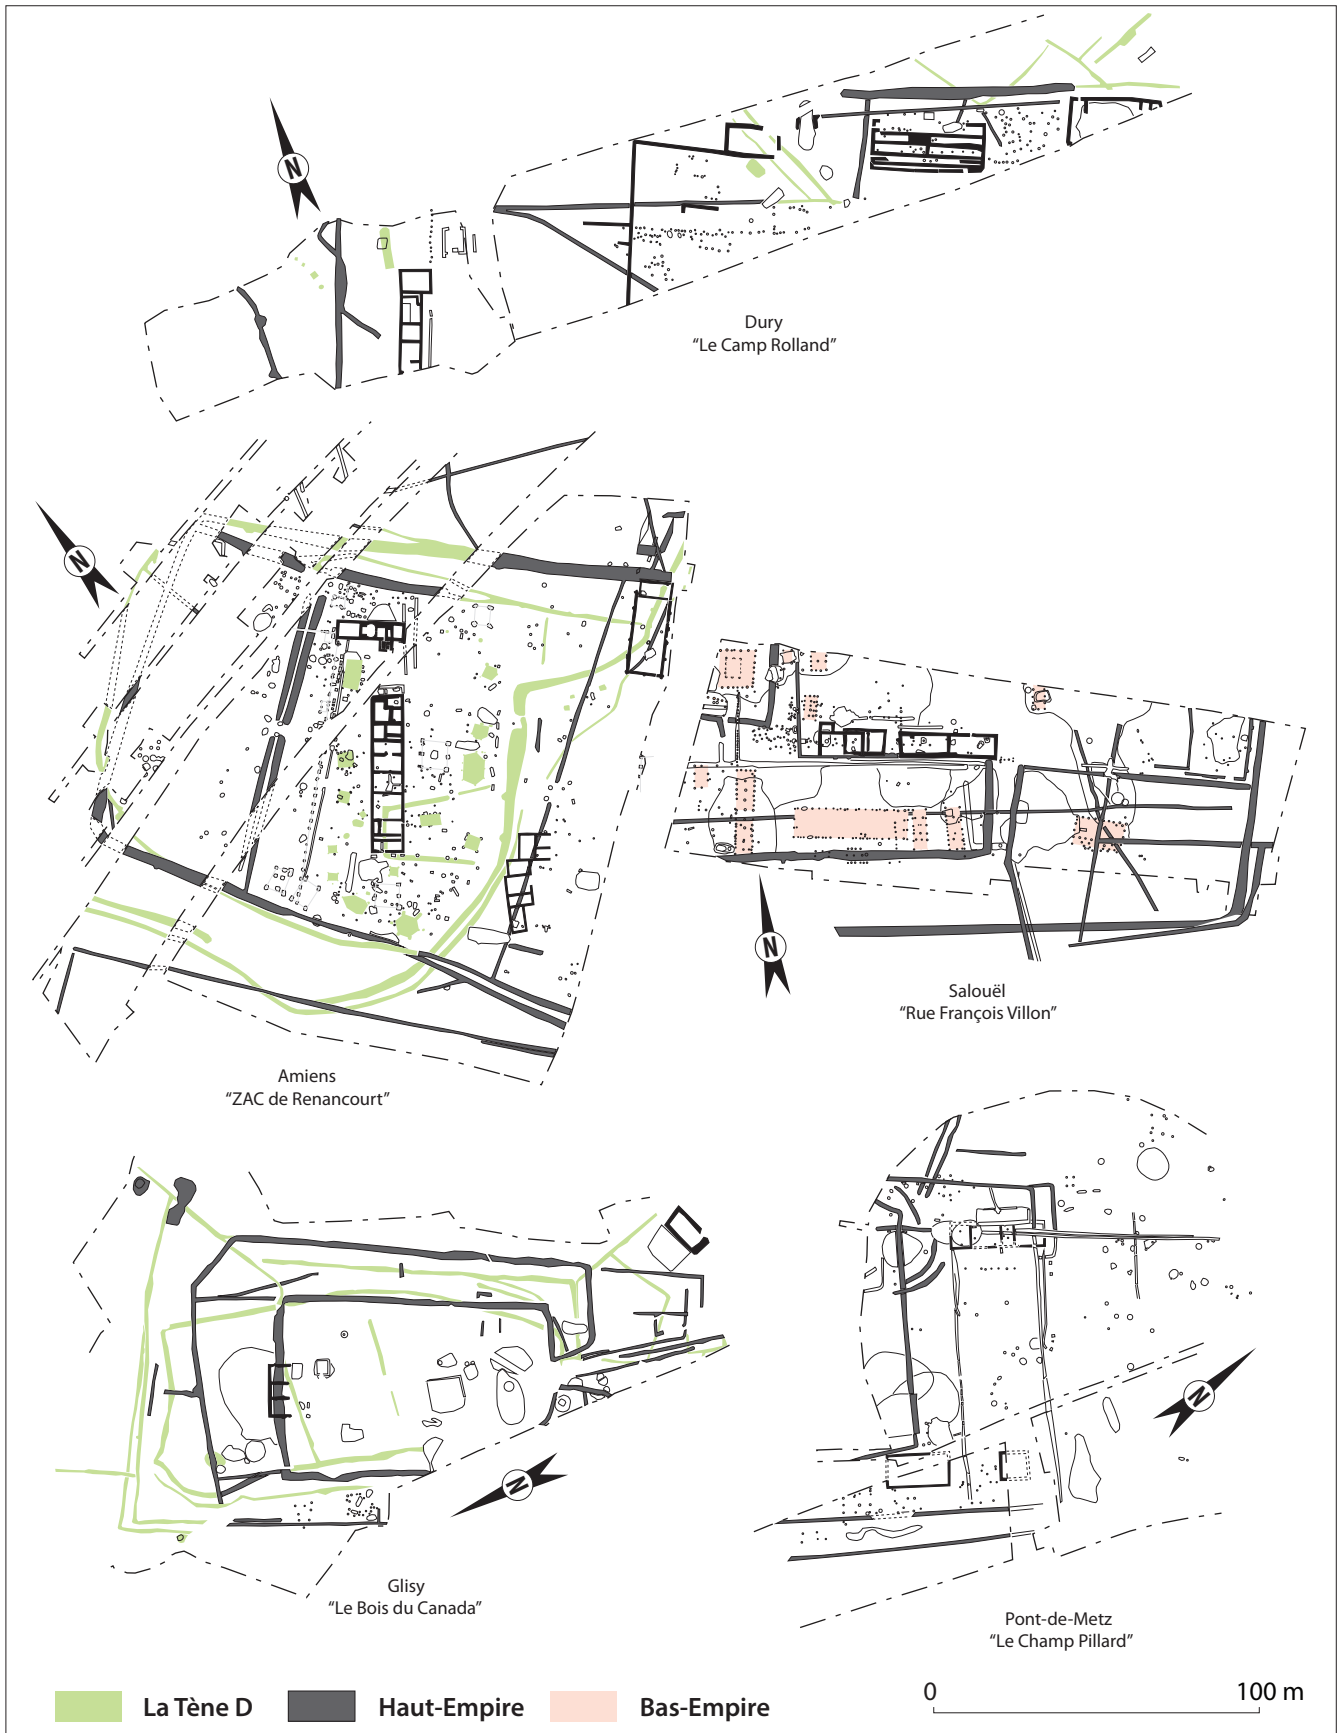 N
Dury
“Le Camp Rolland”
N
Amiens
“ZAC de Renancourt”
N
Salouël
“Rue François Villon”
N
Glisy
“Le Bois du Canada”
N
Pont-de-Metz
“Le Champ Pillard”
La Tène D
Haut-Empire
Bas-Empire
0
100 m